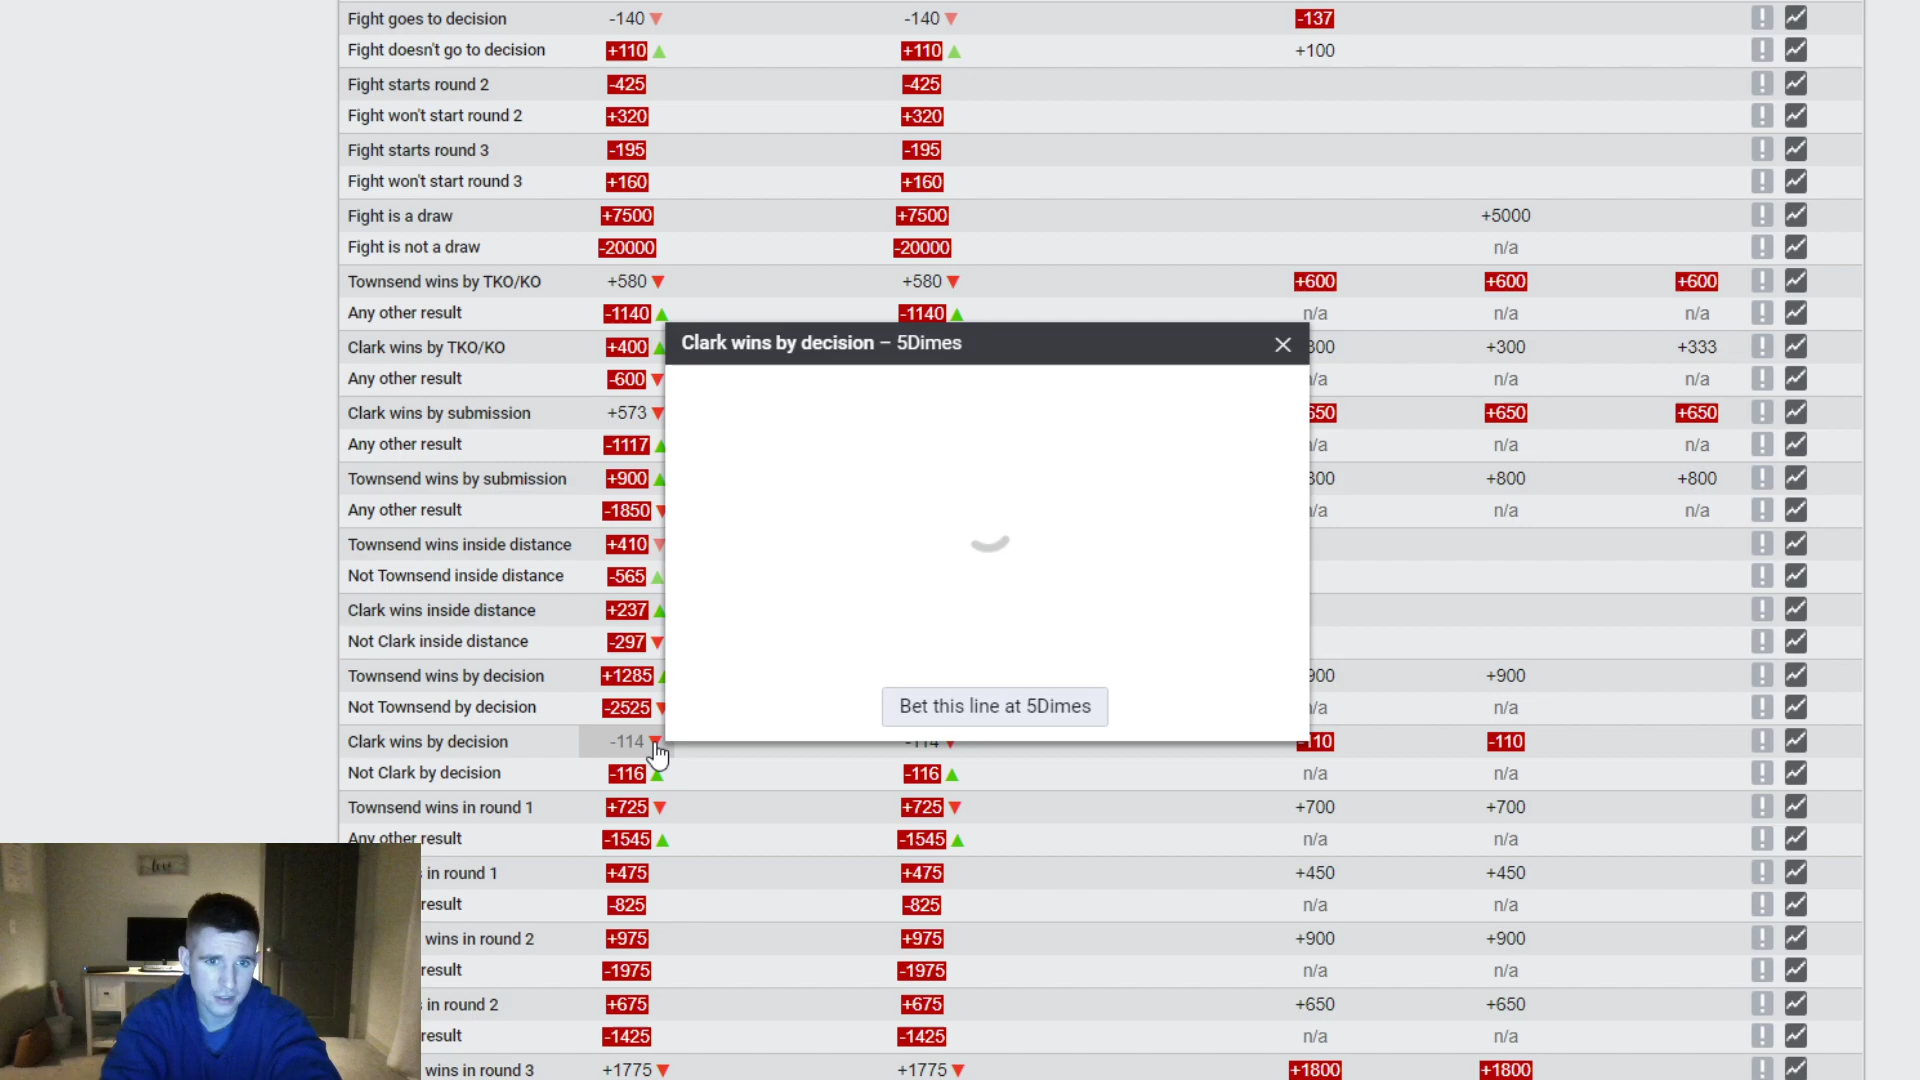 Fight goes to decision -140 ▼ -140 ▼ -137
Fight doesn't go to decision +110 ▲ +110 ▲ +100
Fight starts round 2 -425 -425
Fight won't start round 2 +320 +320
Fight starts round 3 -195 -195
Fight won't start round 3 +160 +160
Fight is a draw +7500 +7500 +5000
Fight is not a draw -20000 -20000 n/a
Townsend wins by TKO/KO +580 ▼ +580 ▼ +600 +600 +600
Any other result -1140 ▲ -1140 ▲ n/a n/a n/a
Clark wins by decision – 5Dimes
Clark wins by TKO/KO +400 ▲ 300 +300 +333
Any other result -600 ▼ /a n/a n/a
Clark wins by submission +573 ▼ 650 +650 +650
Any other result -1117 ▲ /a n/a n/a
Townsend wins by submission +900 ▲ 800 +800 +800
Any other result -1850 ▼ /a n/a n/a
Townsend wins inside distance +410 ▼
Not Townsend inside distance -565 ▲
Clark wins inside distance +237 ▲
Not Clark inside distance -297 ▼
Townsend wins by decision +1285 ▲ 900 +900
Not Townsend by decision -2525 ▼ /a n/a
Bet this line at 5Dimes
Clark wins by decision -114 ▼ -114 ▼ -110 -110
Not Clark by decision -116 ▲ -116 ▲ n/a n/a
Townsend wins in round 1 +725 ▼ +725 ▼ +700 +700
Any other result -1545 ▲ -1545 ▲ n/a n/a
in round 1 +475 +475 +450 +450
result -825 -825 n/a n/a
wins in round 2 +975 +975 +900 +900
result -1975 -1975 n/a n/a
in round 2 +675 +675 +650 +650
result -1425 -1425 n/a n/a
wins in round 3 +1775 ▼ +1775 ▼ +1800 +1800
love